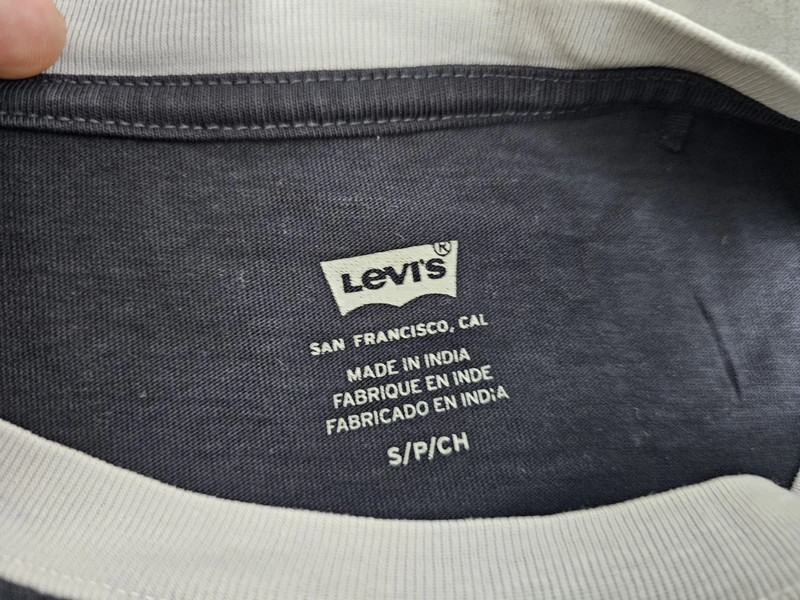 Levi's®
SAN FRANCISCO, CAL
MADE IN INDIA
FABRIQUE EN INDE
FABRICADO EN INDIA
S/P/CH